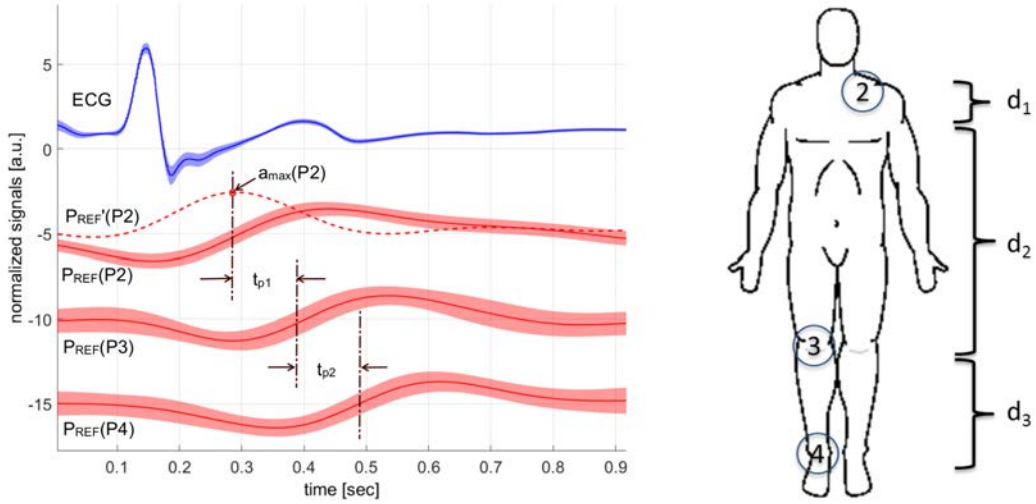 normalized signals [a.u.]
5
0
-5
-10
-15
ECG
a_max(P2)
P_REF'(P2)
P_REF(P2)
t_p1
P_REF(P3)
t_p2
P_REF(P4)
0.1 0.2 0.3 0.4 0.5 0.6 0.7 0.8 0.9
time [sec]
2
3
4
d_1
d_2
d_3